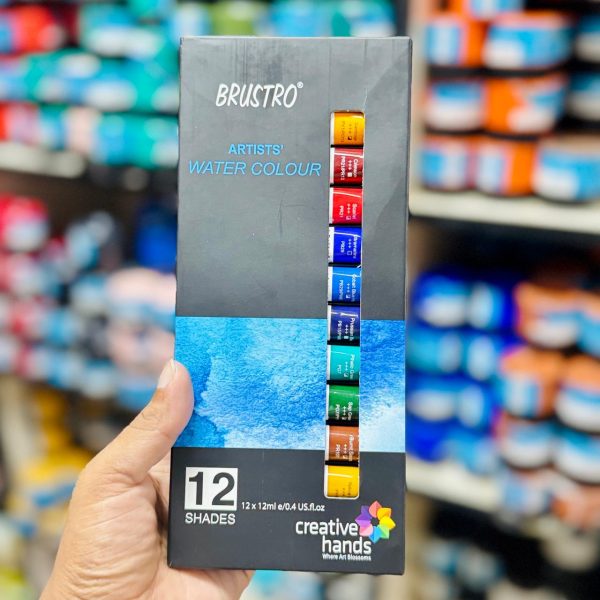 BRUSTRO®
ARTISTS'
WATER COLOUR
12
SHADES
12 x 12ml e/0.4 US.fl.oz
creative
hands
Where Art Blossoms